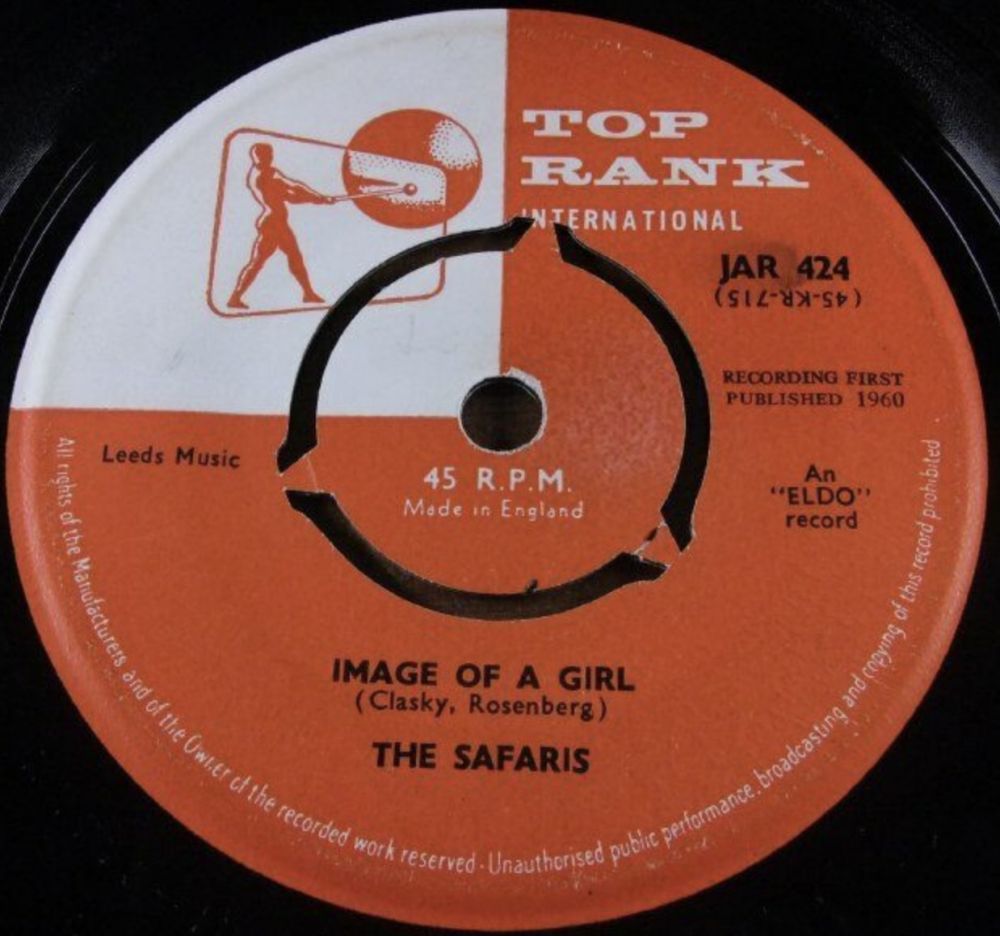 TOP
RANK
INTERNATIONAL
JAR 424
(45-KR-715)
RECORDING FIRST
PUBLISHED 1960
Leeds Music
45 R.P.M.
Made in England
An
"ELDO"
record
IMAGE OF A GIRL
(Clasky, Rosenberg)
THE SAFARIS
All rights of the Manufacturers and of the Owner of the recorded work reserved · Unauthorised public performance, broadcasting and copying of this record prohibited